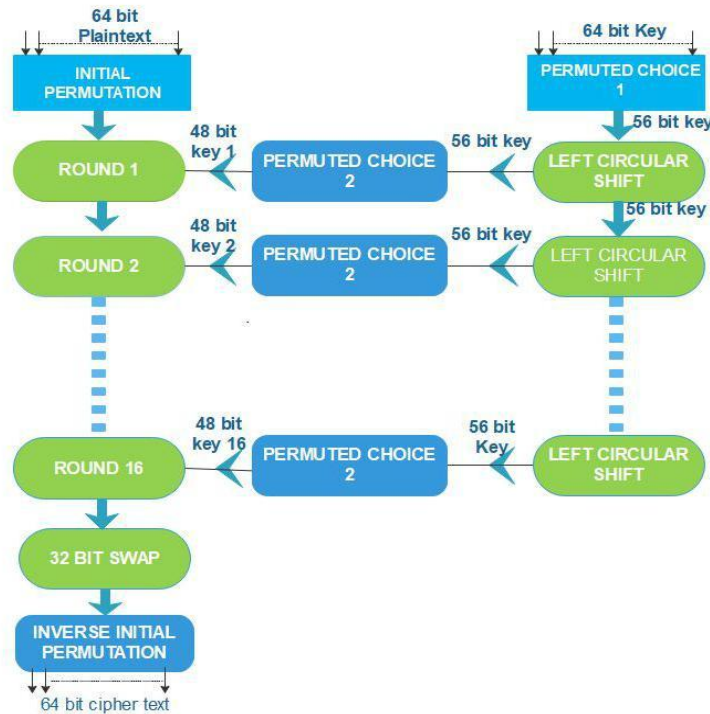 64 bit
Plaintext
64 bit Key
INITIAL
PERMUTATION
PERMUTED CHOICE
1
56 bit key
48 bit
key 1
56 bit key
ROUND 1
PERMUTED CHOICE
2
LEFT CIRCULAR
SHIFT
56 bit key
48 bit
key 2
56 bit key
ROUND 2
PERMUTED CHOICE
2
LEFT CIRCULAR
SHIFT
48 bit
key 16
56 bit
Key
ROUND 16
PERMUTED CHOICE
2
LEFT CIRCULAR
SHIFT
32 BIT SWAP
INVERSE INITIAL
PERMUTATION
64 bit cipher text